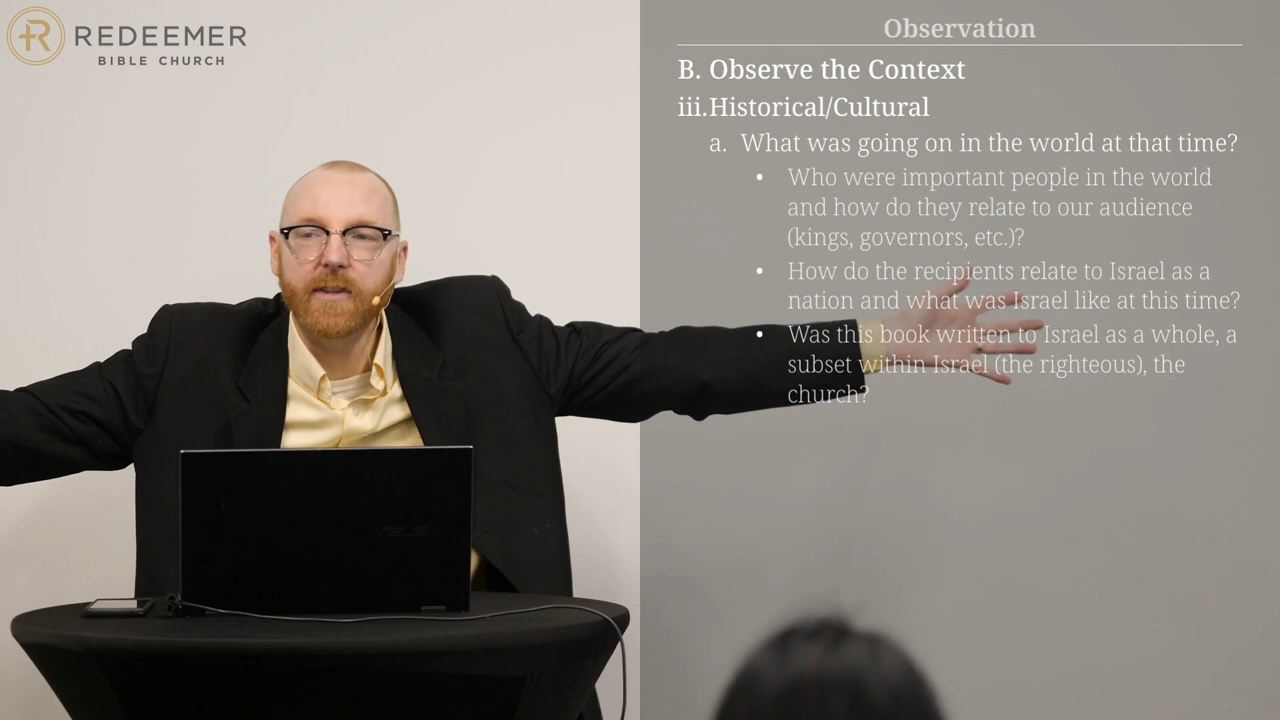 REDEEMER
BIBLE CHURCH
Observation
B. Observe the Context
iii.Historical/Cultural
a. What was going on in the world at that time?
• Who were important people in the world
and how do they relate to our audience
(kings, governors, etc.)?
• How do the recipients relate to Israel as a
nation and what was Israel like at this time?
• Was this book written to Israel as a whole, a
subset within Israel (the righteous), the
church?